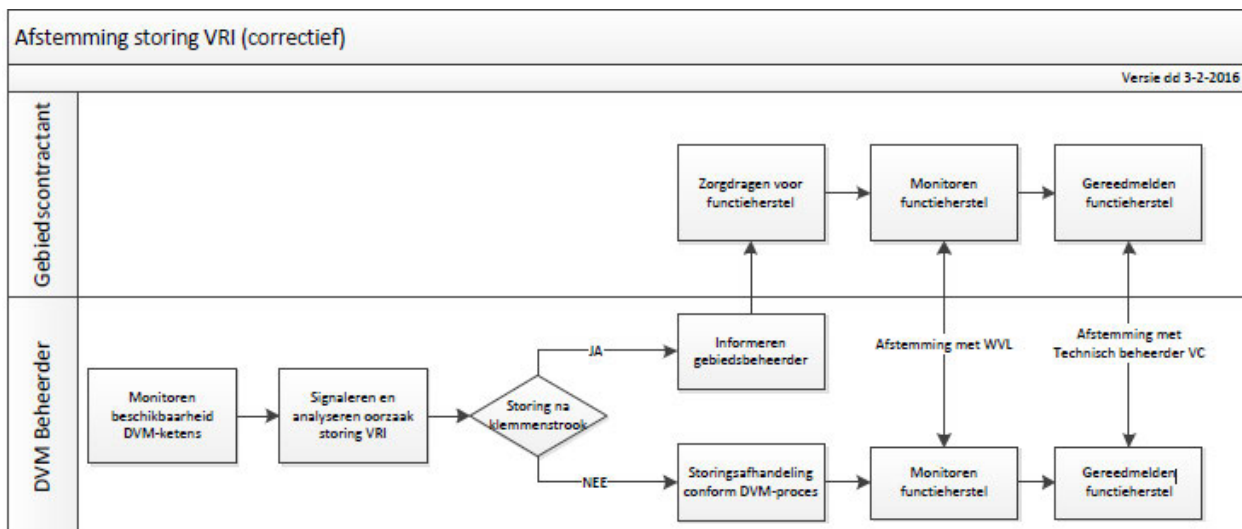 Afstemming storing VRI (correctief)
Versie dd 3-2-2016
Gebiedscontractant
Zorgdragen voor
functieherstel
Monitoren
functieherstel
Gereedmelden
functieherstel
DVM Beheerder
Monitoren
beschikbaarheid
DVM-ketens
Signaleren en
analyseren oorzaak
storing VRI
Storing na
klemmenstrook
JA
NEE
Informeren
gebiedsbeheerder
Afstemming met WVL
Afstemming met
Technisch beheerder VC
Storingsafhandeling
conform DVM-proces
Monitoren
functieherstel
Gereedmelden
functieherstel